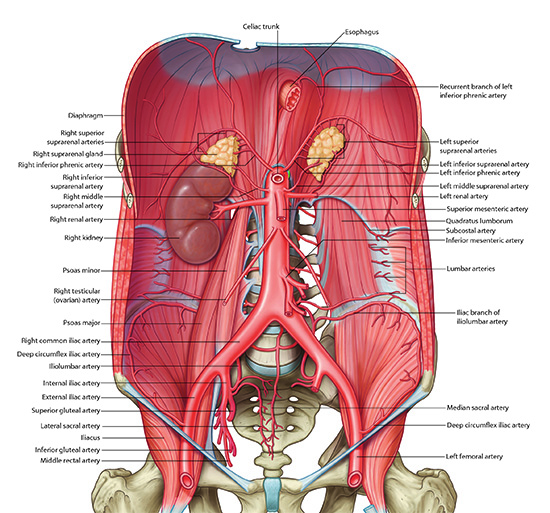 Celiac trunk
Esophagus
Recurrent branch of left
inferior phrenic artery
Diaphragm
Right superior
suprarenal arteries
Right suprarenal gland
Right inferior phrenic artery
Right inferior
suprarenal artery
Right middle
suprarenal artery
Right renal artery
Right kidney
Psoas minor
Right testicular
(ovarian) artery
Psoas major
Right common iliac artery
Deep circumflex iliac artery
Iliolumbar artery
Internal iliac artery
External iliac artery
Superior gluteal artery
Lateral sacral artery
Iliacus
Inferior gluteal artery
Middle rectal artery
Left superior
suprarenal arteries
Left inferior suprarenal artery
Left inferior phrenic artery
Left middle suprarenal artery
Left renal artery
Superior mesenteric artery
Quadratus lumborum
Subcostal artery
Inferior mesenteric artery
Lumbar arteries
Iliac branch of
iliolumbar artery
Median sacral artery
Deep circumflex iliac artery
Left femoral artery